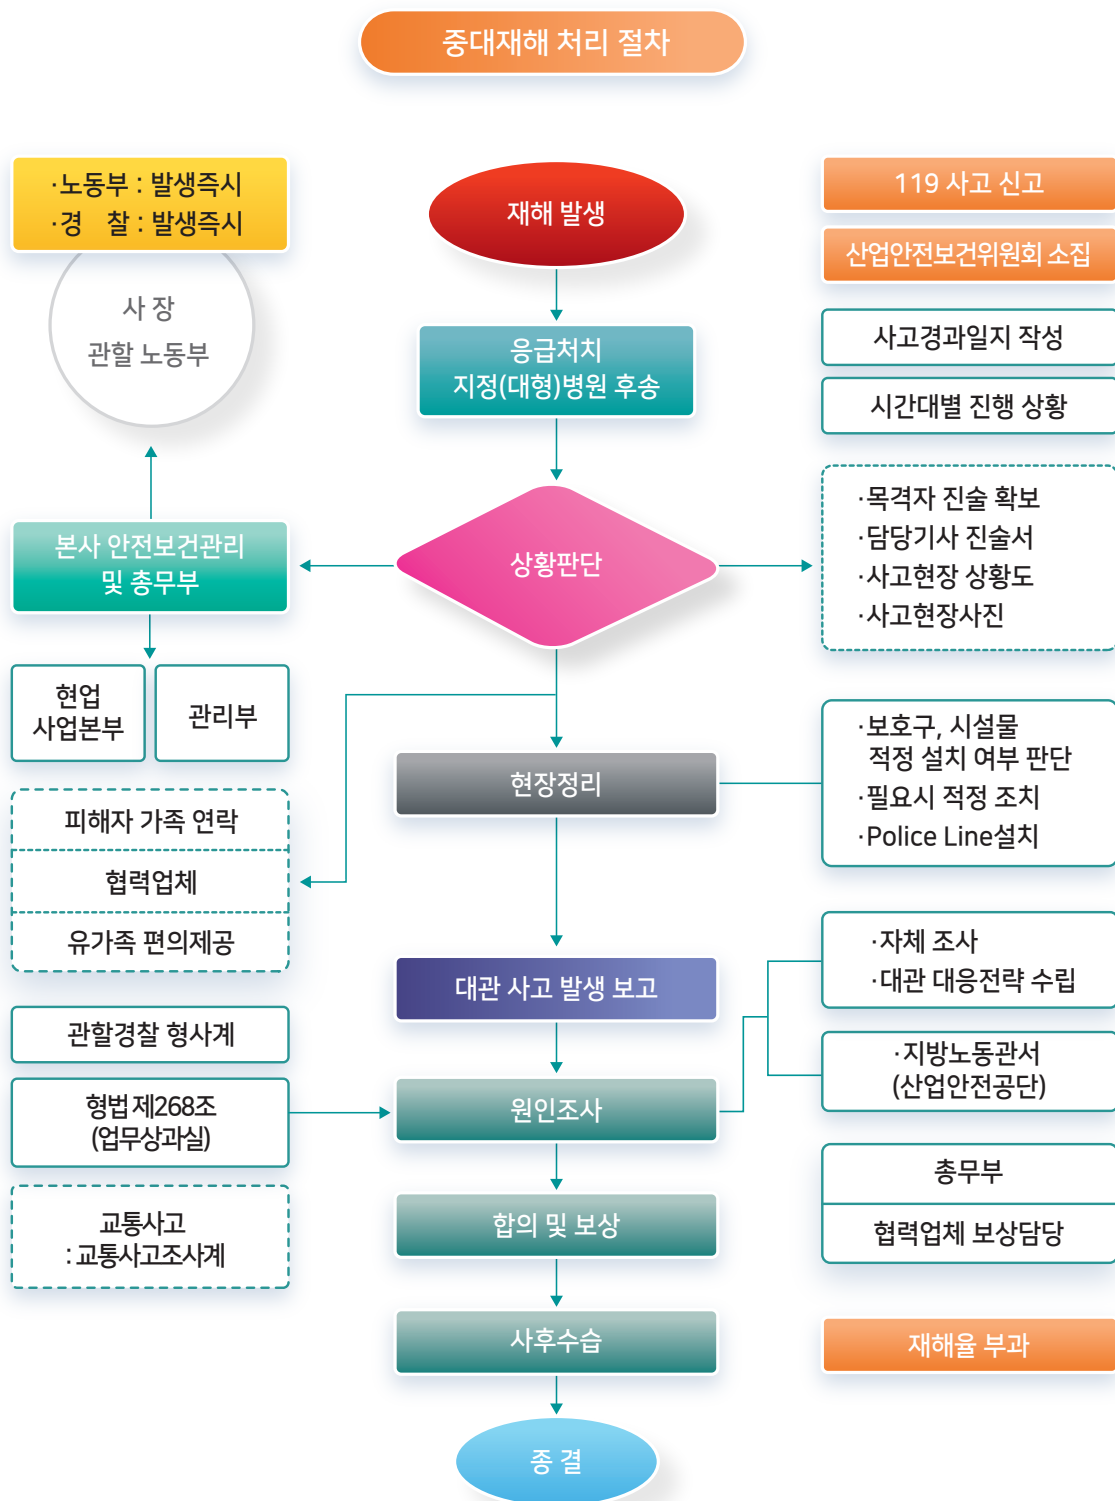 중대재해 처리 절차
·노동부 : 발생즉시
·경 찰 : 발생즉시
사 장
관할 노동부
본사 안전보건관리
및 총무부
현업
사업본부
관리부
피해자 가족 연락
협력업체
유가족 편의제공
관할경찰 형사계
형법 제268조
(업무상과실)
교통사고
: 교통사고조사계
재해 발생
응급처치
지정(대형)병원 후송
상황판단
현장정리
대관 사고 발생 보고
원인조사
합의 및 보상
사후수습
종 결
119 사고 신고
산업안전보건위원회 소집
사고경과일지 작성
시간대별 진행 상황
·목격자 진술 확보
·담당기사 진술서
·사고현장 상황도
·사고현장사진
·보호구, 시설물
적정 설치 여부 판단
·필요시 적정 조치
·Police Line설치
·자체 조사
·대관 대응전략 수립
·지방노동관서
(산업안전공단)
총무부
협력업체 보상담당
재해율 부과